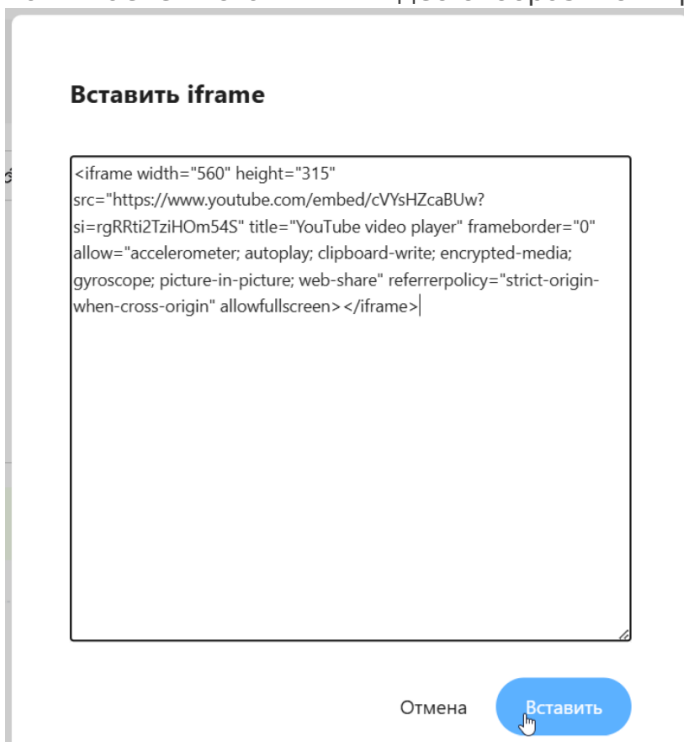 Вставить iframe
<iframe width="560" height="315"
src="https://www.youtube.com/embed/cVYsHZcaBUw?
si=rgRRti2TziHOm54S" title="YouTube video player" frameborder="0"
allow="accelerometer; autoplay; clipboard-write; encrypted-media;
gyroscope; picture-in-picture; web-share" referrerpolicy="strict-origin-
when-cross-origin" allowfullscreen></iframe>
Отмена
Вставить